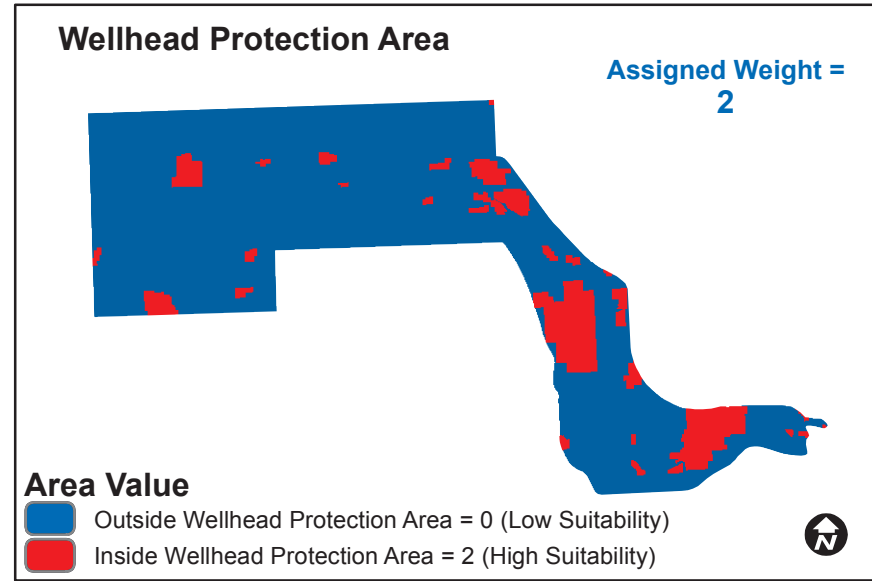 Wellhead Protection Area
Assigned Weight =
2
Area Value
Outside Wellhead Protection Area = 0 (Low Suitability)
Inside Wellhead Protection Area = 2 (High Suitability)
N